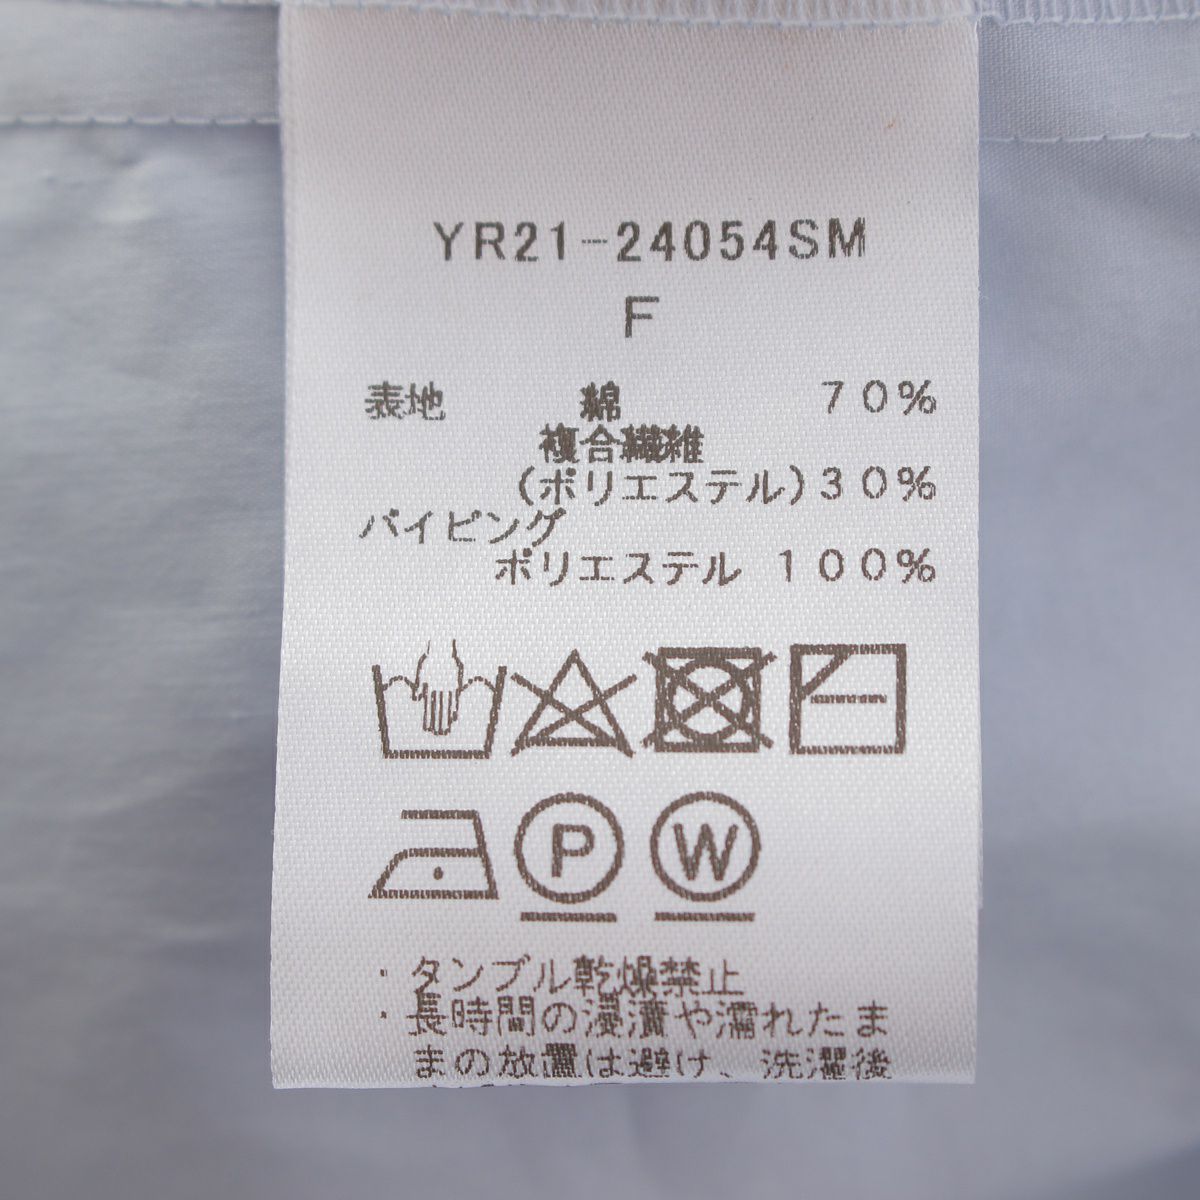 YR21-24054SM
F
表地 綿 70%
複合繊維
(ポリエステル)30%
パイピング
ポリエステル 100%
P W
・タンブル乾燥禁止
・長時間の浸漬や濡れたま
まの放置は避け、洗濯後